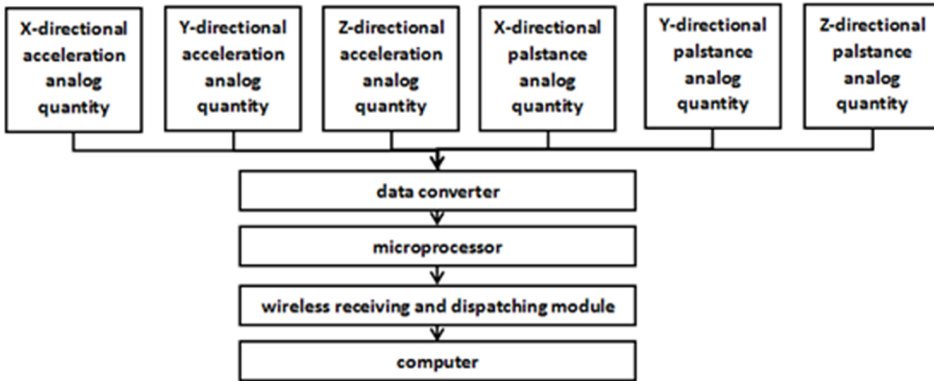 X-directional
acceleration
analog
quantity
Y-directional
acceleration
analog
quantity
Z-directional
acceleration
analog
quantity
X-directional
palstance
analog
quantity
Y-directional
palstance
analog
quantity
Z-directional
palstance
analog
quantity
data converter
microprocessor
wireless receiving and dispatching module
computer